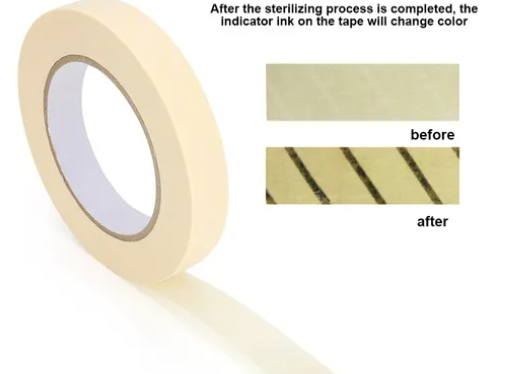 After the sterilizing process is completed, the
indicator ink on the tape will change color
before
after